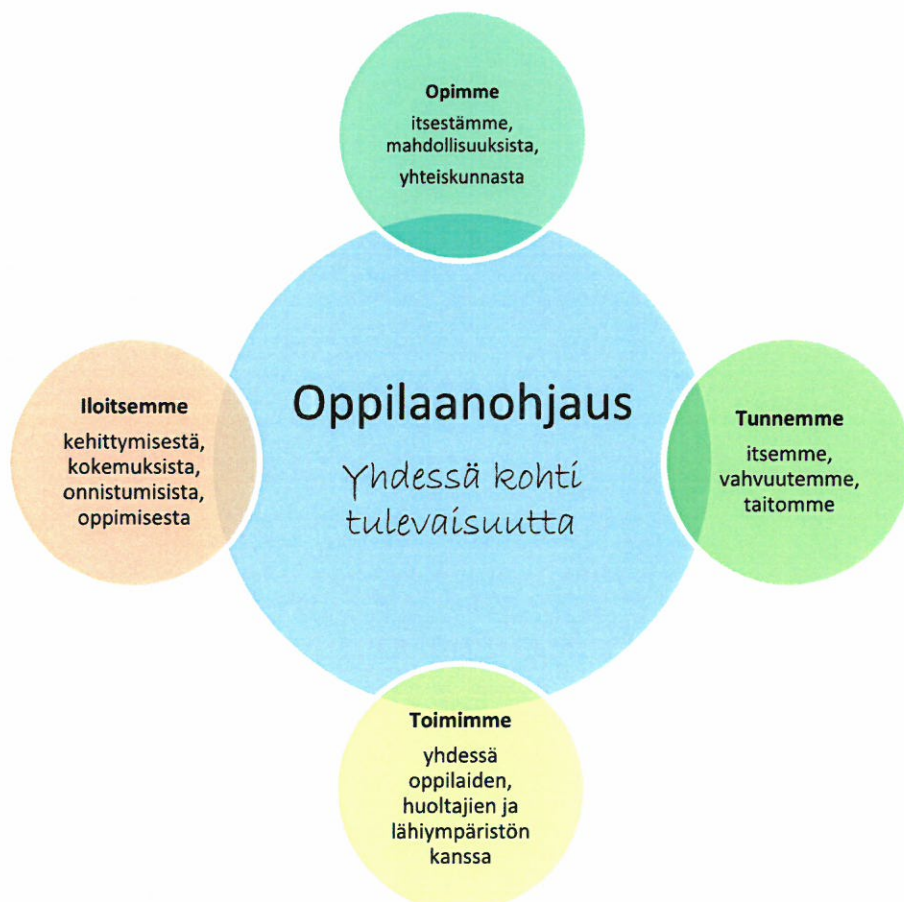 Opimme
itsestämme,
mahdollisuuksista,
yhteiskunnasta
Oppilaanohjaus
Yhdessä kohti
tulevaisuutta
Iloitsemme
kehittymisestä,
kokemuksista,
onnistumisista,
oppimisesta
Tunnemme
itsemme,
vahvuutemme,
taitomme
Toimimme
yhdessä
oppilaiden,
huoltajien ja
lähiympäristön
kanssa